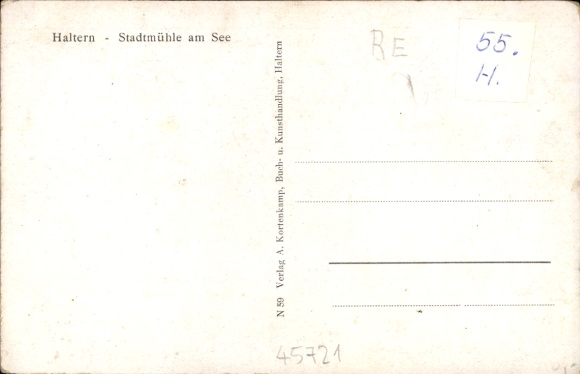 Haltern - Stadtmühle am See
RE
55.
H.
N 59 Verlag A. Kortenkamp, Buch- u. Kunsthandlung, Haltern
45721